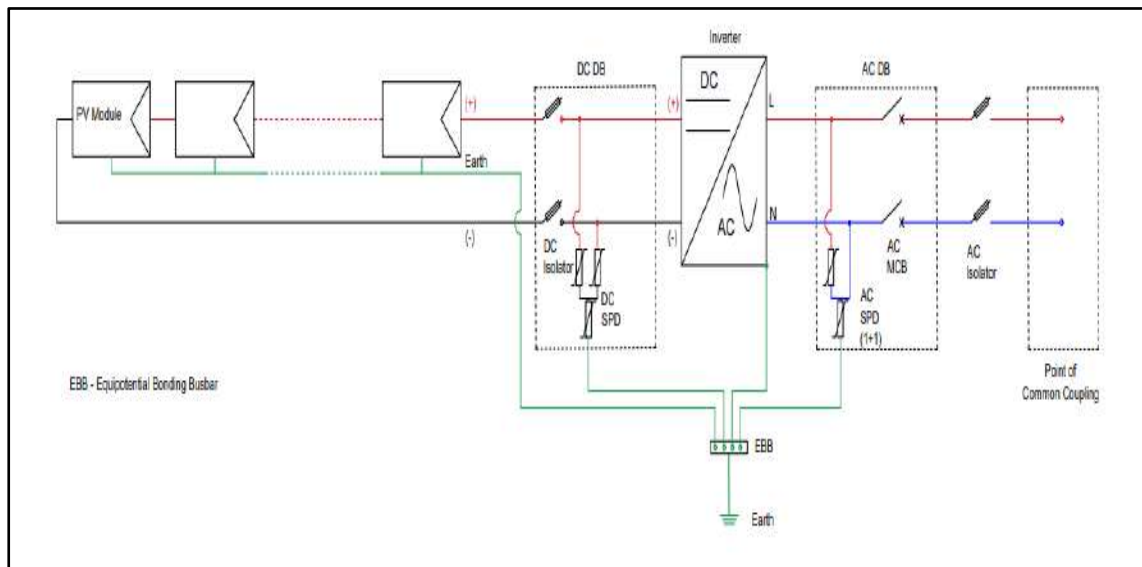 Inverter
DC DB
AC DB
PV Module
(+)
(+)
DC
L
Earth
(-)
(-)
AC
N
DC
Isolator
DC
SPD
AC
MCB
AC
Isolator
AC
SPD
(1+1)
EBB - Equipotential Bonding Busbar
Point of
Common Coupling
EBB
Earth